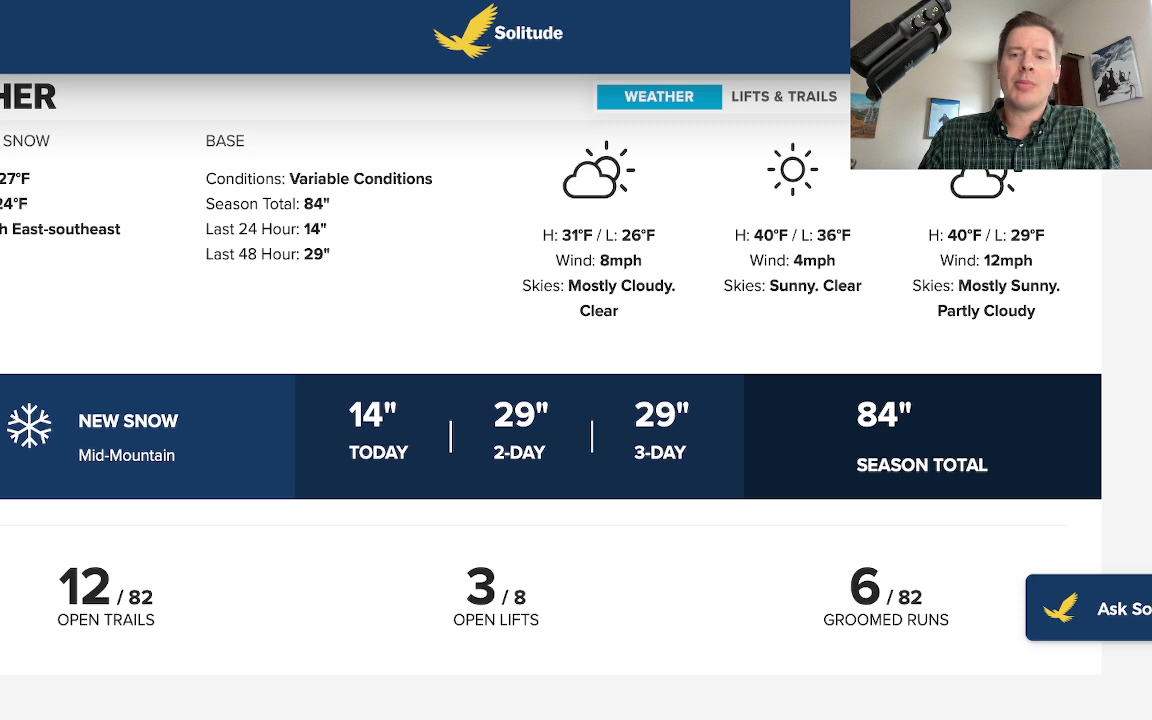 Solitude
HER
WEATHER
LIFTS & TRAILS
SNOW
27°F
24°F
h East-southeast
BASE
Conditions: Variable Conditions
Season Total: 84"
Last 24 Hour: 14"
Last 48 Hour: 29"
H: 31°F / L: 26°F
Wind: 8mph
Skies: Mostly Cloudy.
Clear
H: 40°F / L: 36°F
Wind: 4mph
Skies: Sunny. Clear
H: 40°F / L: 29°F
Wind: 12mph
Skies: Mostly Sunny.
Partly Cloudy
NEW SNOW
Mid-Mountain
14"
TODAY
29"
2-DAY
29"
3-DAY
84"
SEASON TOTAL
12 / 82
OPEN TRAILS
3 / 8
OPEN LIFTS
6 / 82
GROOMED RUNS
Ask So